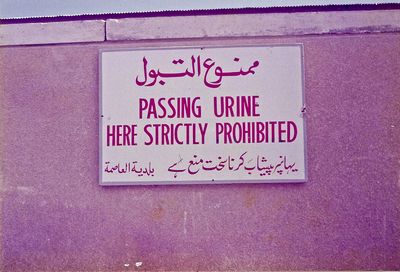 ممنوع التبول
PASSING URINE
HERE STRICTLY PROHIBITED
یہاں پر پیشاب کرنا سخت منع ہے
بلدية العاصمة